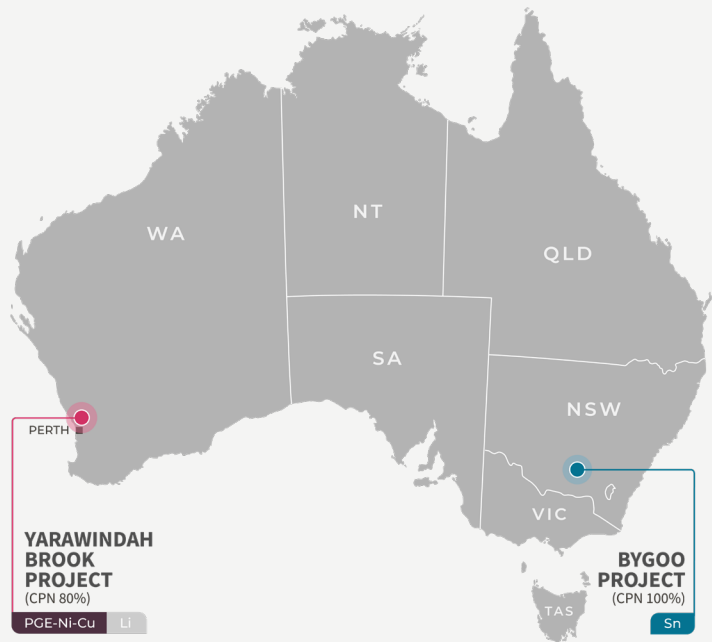 WA
NT
QLD
SA
NSW
PERTH
VIC
TAS
YARAWINDAH
BROOK
PROJECT
(CPN 80%)
PGE-Ni-Cu Li
BYGOO
PROJECT
(CPN 100%)
Sn